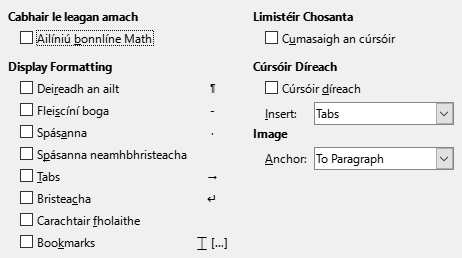 Cabhair le leagan amach
Ailíniú bonnlíne Math
Display Formatting
Deireadh an ailt ¶
Fleiscíní boga -
Spásanna ·
Spásanna neamhbhristeacha
Tabs →
Bristeacha ↵
Carachtair fholaithe
Bookmarks [...]
Limistéir Chosanta
Cumasaigh an cúrsóir
Cúrsóir Díreach
Cúrsóir díreach
Insert: Tabs
Image
Anchor: To Paragraph